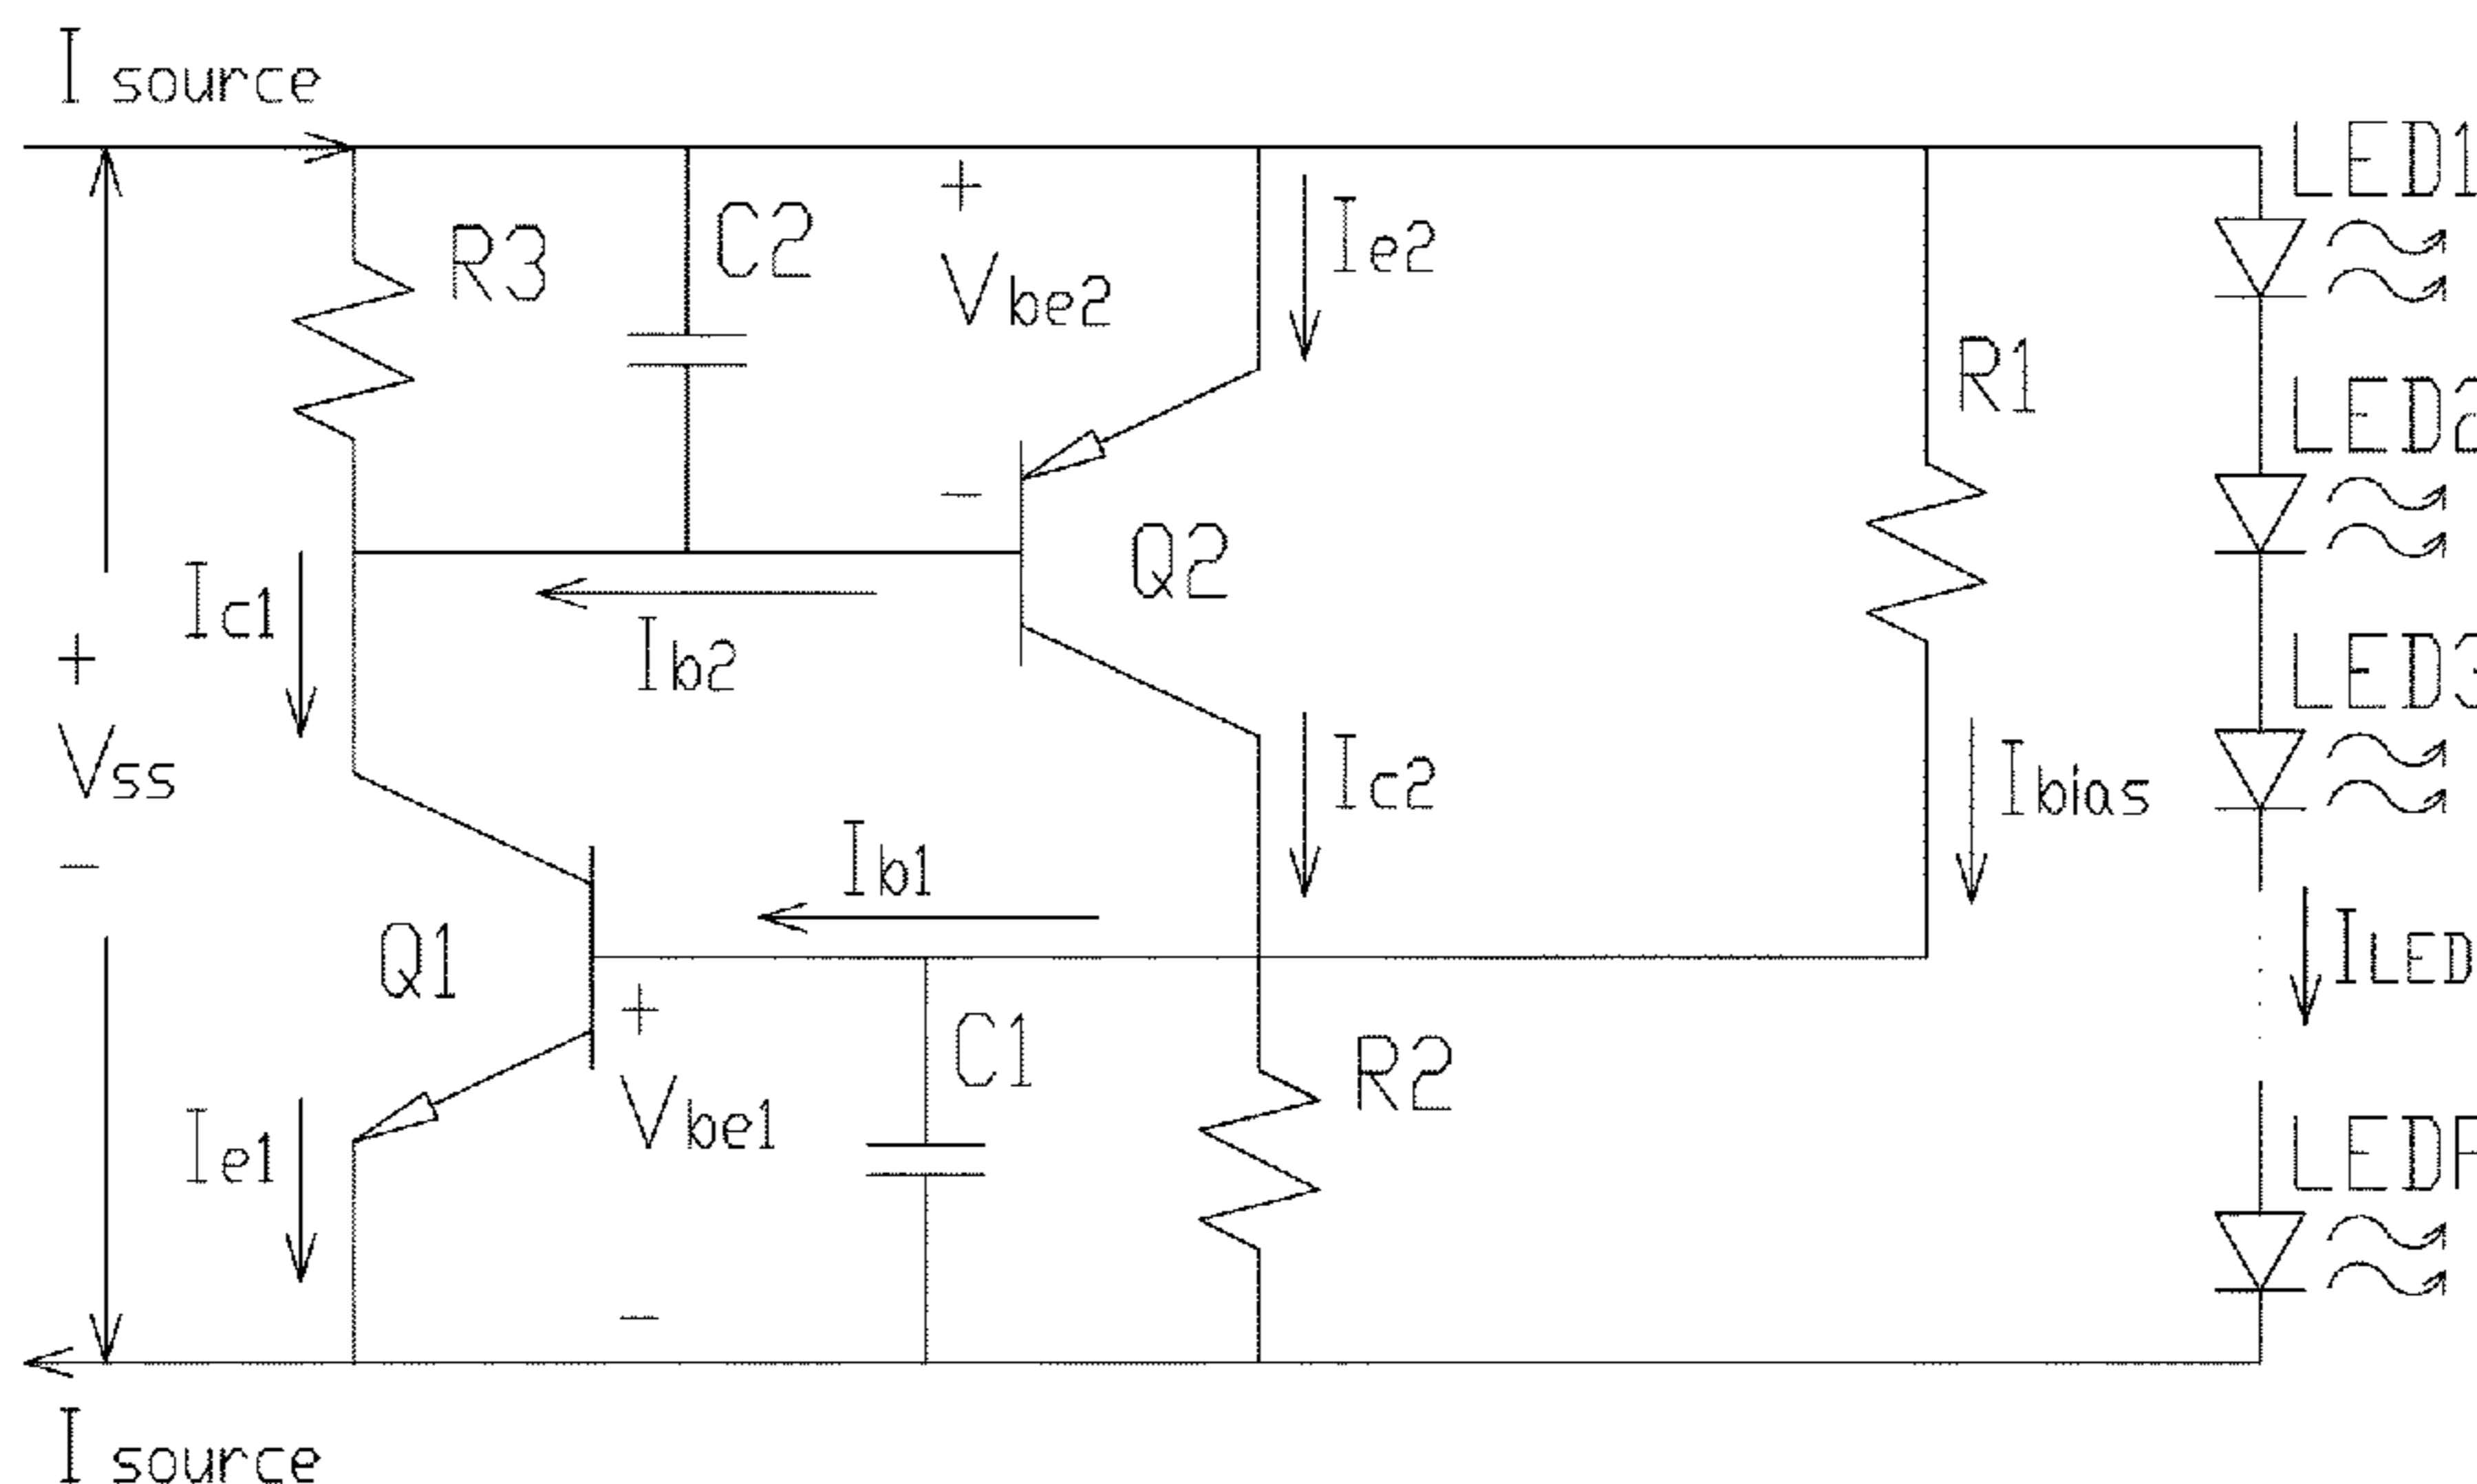 I source
LED1
R3
C2
+
Vbe2
-
Ie2
R1
LED2
Q2
Ic1
Ib2
+
Vss
-
LED3
Ic2
Ibias
Ib1
Q1
ILED
+
Vbe1
-
C1
R2
Ie1
I source